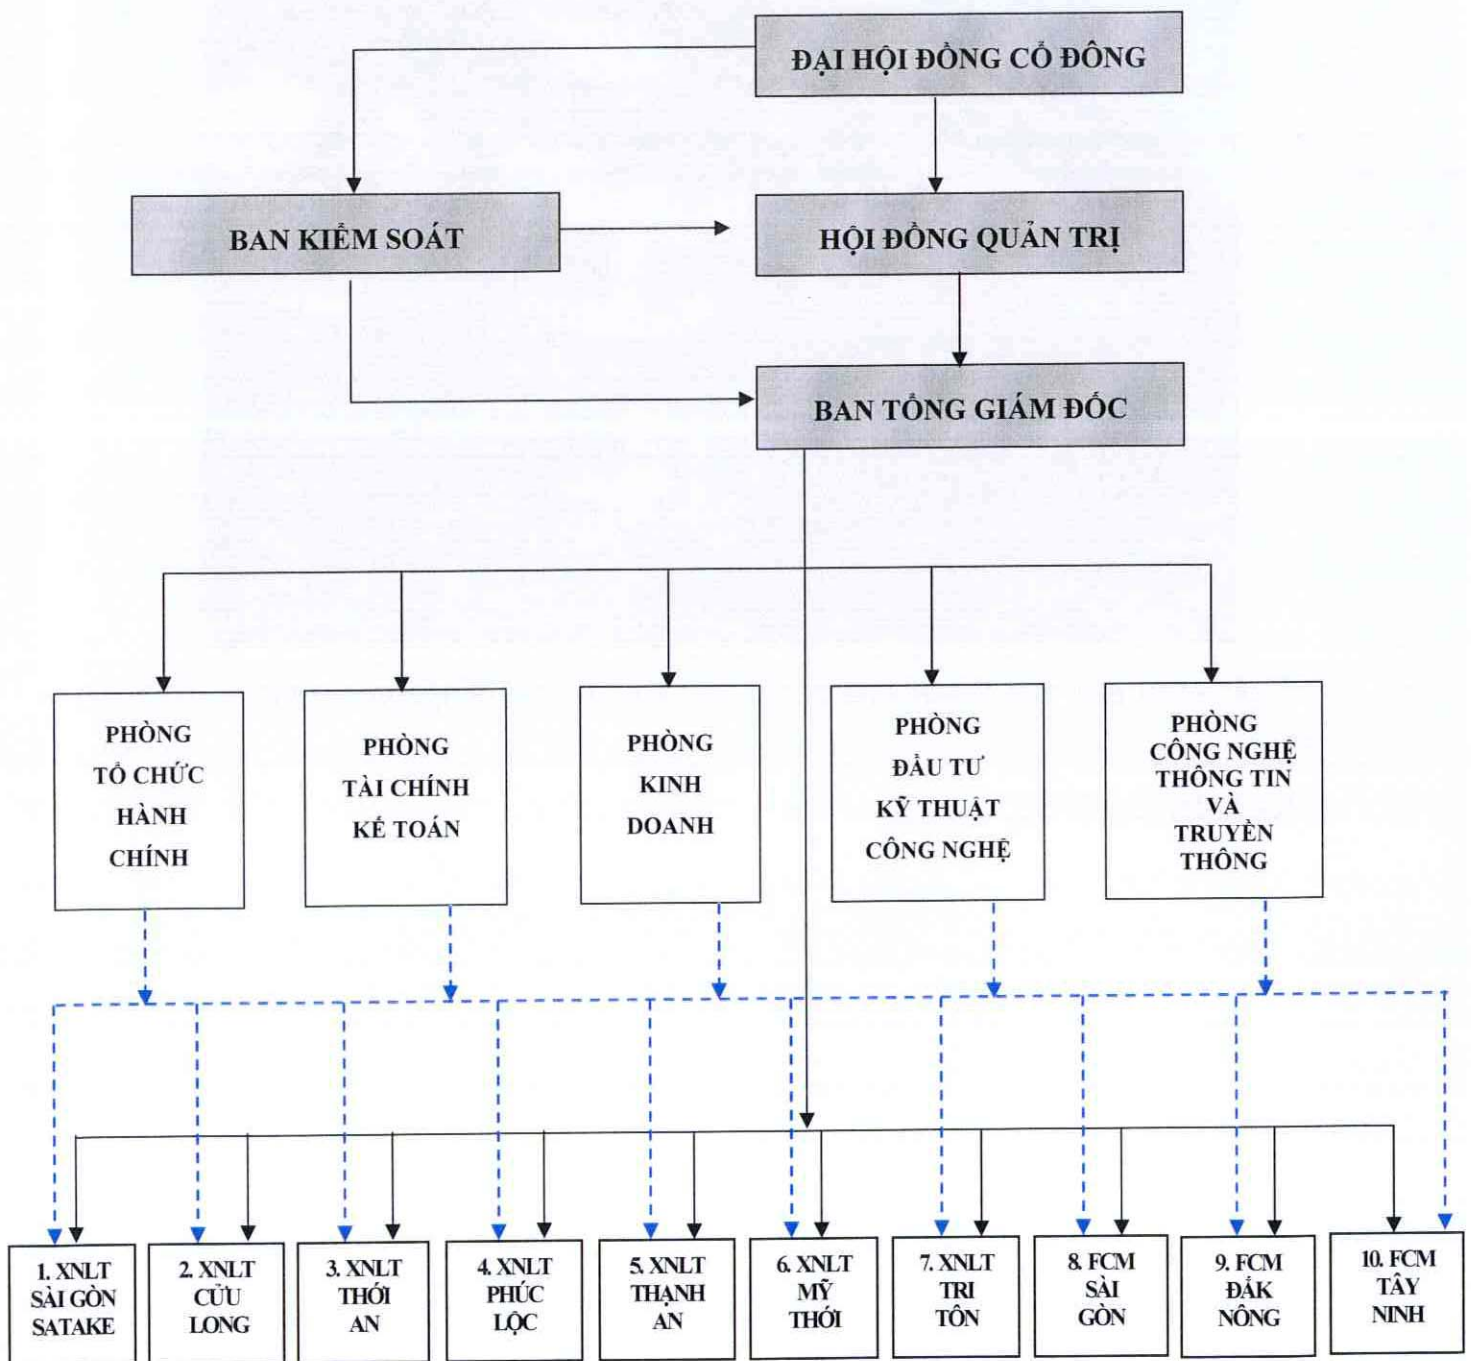 ĐẠI HỘI ĐỒNG CỔ ĐÔNG
BAN KIỂM SOÁT
HỘI ĐỒNG QUẢN TRỊ
BAN TỔNG GIÁM ĐỐC
PHÒNG
TỔ CHỨC
HÀNH
CHÍNH
PHÒNG
TÀI CHÍNH
KẾ TOÁN
PHÒNG
KINH
DOANH
PHÒNG
ĐẦU TƯ
KỸ THUẬT
CÔNG NGHỆ
PHÒNG
CÔNG NGHỆ
THÔNG TIN
VÀ
TRUYỀN
THÔNG
1. XNLT
SÀI GÒN
SATAKE
2. XNLT
CỬU
LONG
3. XNLT
THỚI
AN
4. XNLT
PHÚC
LỘC
5. XNLT
THẠNH
AN
6. XNLT
MỸ
THỚI
7. XNLT
TRI
TÔN
8. FCM
SÀI
GÒN
9. FCM
ĐẮK
NÔNG
10. FCM
TÂY
NINH